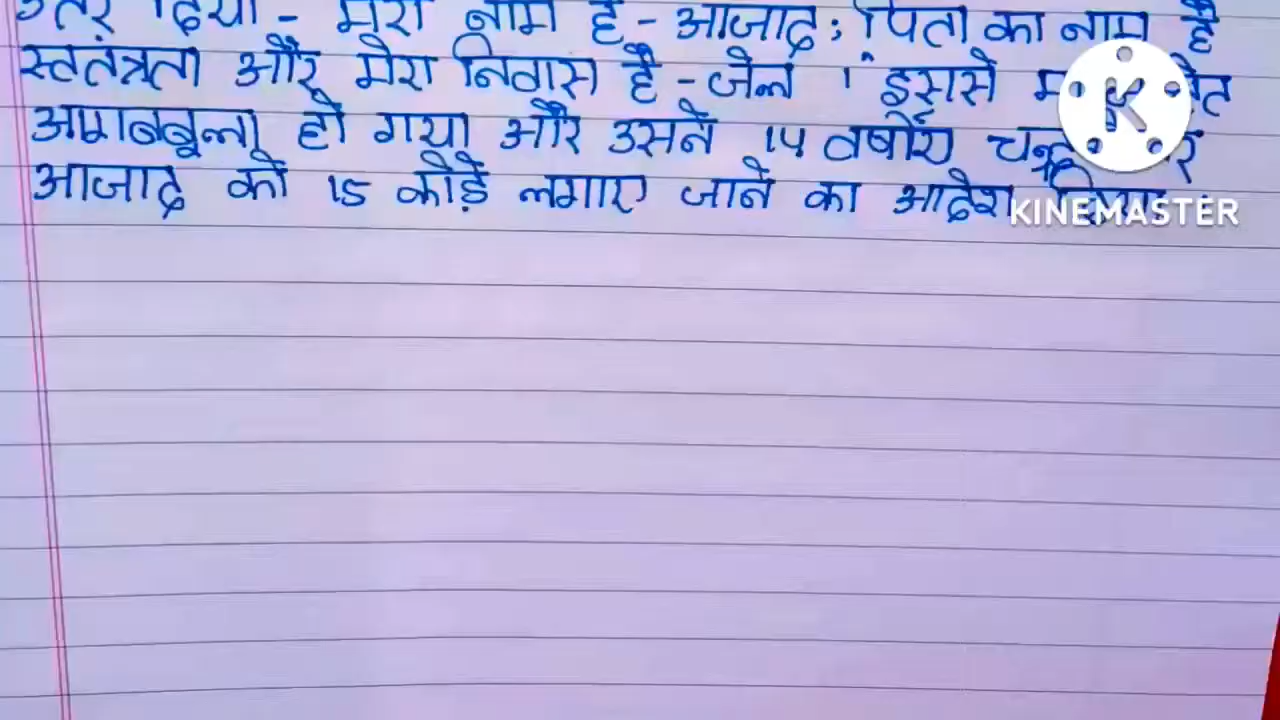 उत्तर दिया - मेरा नाम है - आजाद; पिता का नाम है
स्वतंत्रता और मेरा निवास है - जेल । इससे
आगबबूला हो गया और उसने 14 वर्षीय
आजाद को 15 कोड़े लगाए जाने का आदेश
KINEMASTER